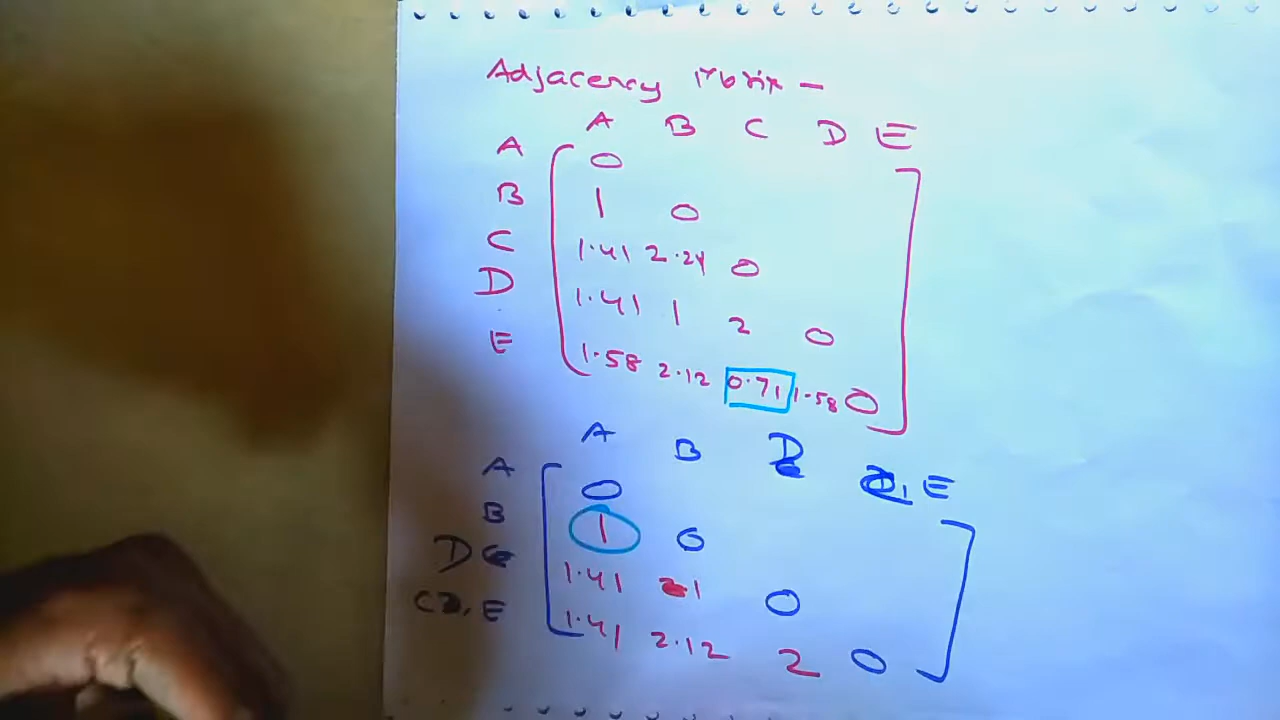 Adjacency
A B C D E
A 0
B 1 0
C 1.41 2.24 0
D 1.41 1 2 0
E 1.58 2.12 0.71 1.58 0
A B D , E
A 0
B 1 0
D 1.41 1 0
C , E 1.41 2.12 2 0